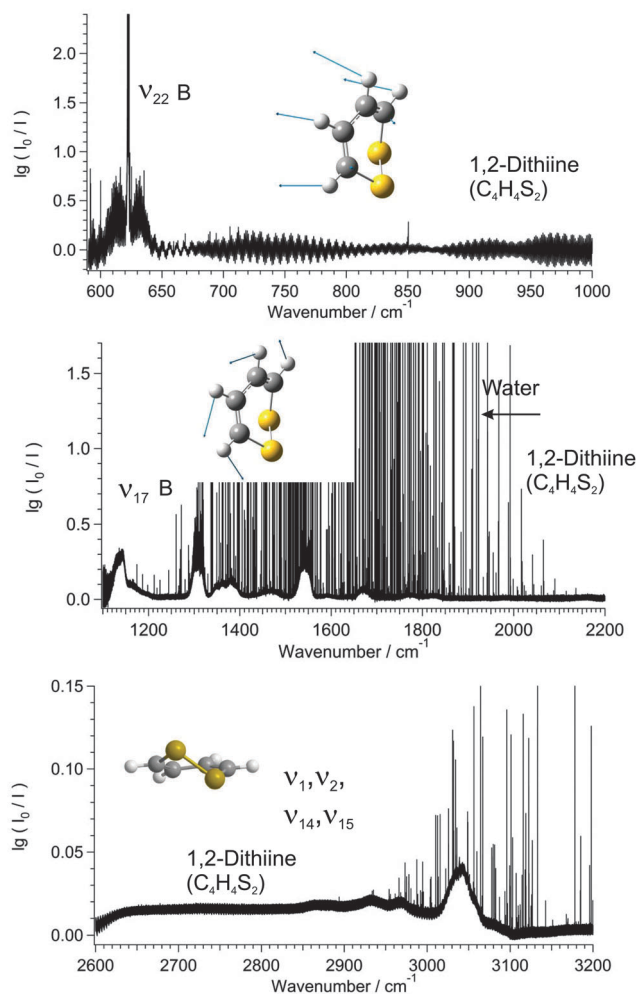 lg ( I₀ / I )
2.0
1.5
1.0
0.5
0.0
ν₂₂ B
1,2-Dithiine
(C₄H₄S₂)
600 650 700 750 800 850 900 950 1000
Wavenumber / cm⁻¹
lg ( I₀ / I )
1.5
1.0
0.5
0.0
Water
1,2-Dithiine
(C₄H₄S₂)
ν₁₇ B
1200 1400 1600 1800 2000 2200
Wavenumber / cm⁻¹
lg ( I₀ / I )
0.15
0.10
0.05
0.00
ν₁,ν₂,
ν₁₄,ν₁₅
1,2-Dithiine
(C₄H₄S₂)
2600 2700 2800 2900 3000 3100 3200
Wavenumber / cm⁻¹